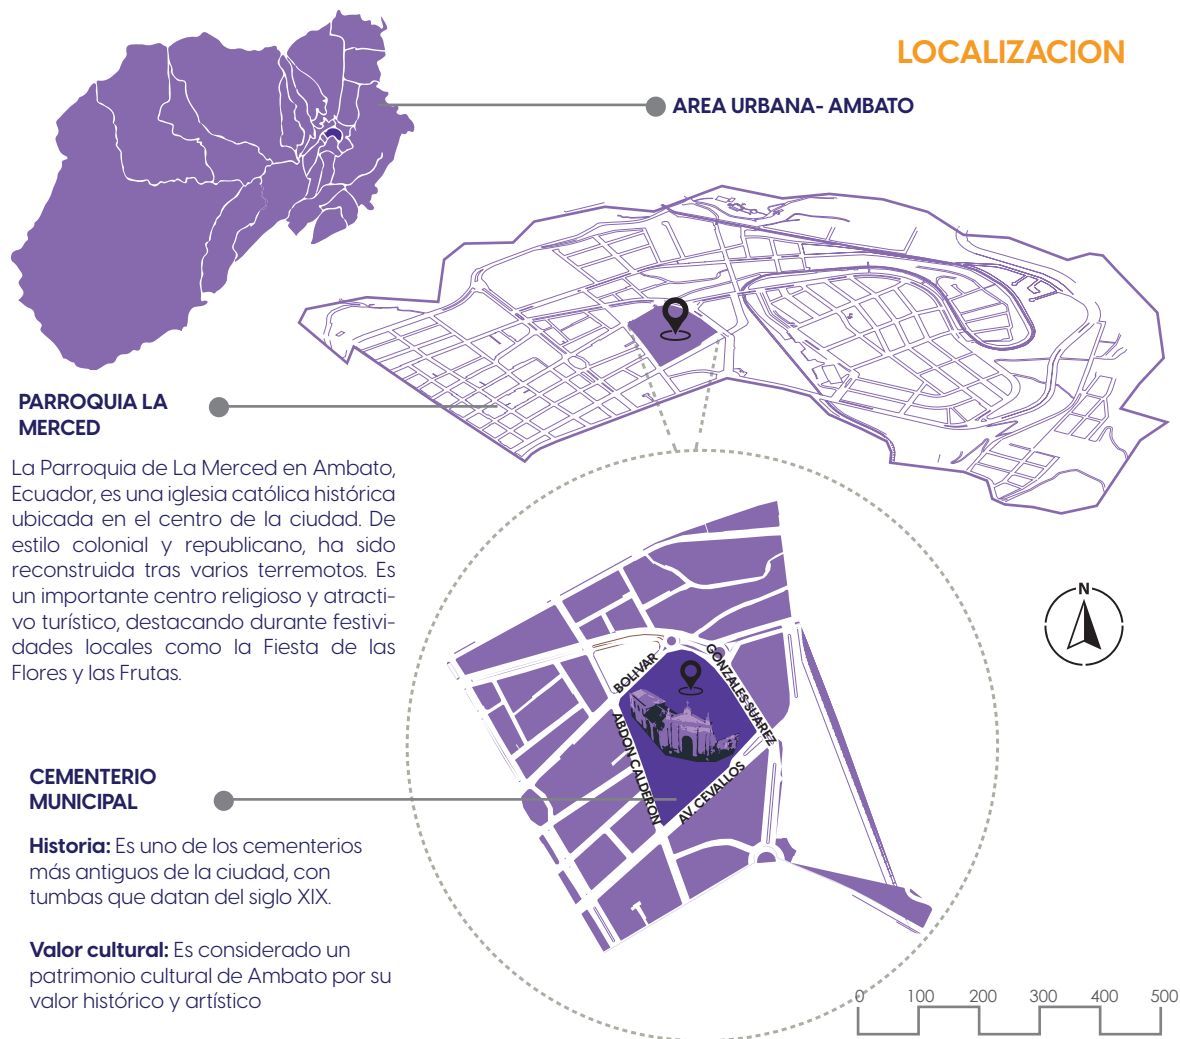 LOCALIZACION
AREA URBANA- AMBATO
PARROQUIA LA
MERCED
La Parroquia de La Merced en Ambato,
Ecuador, es una iglesia católica histórica
ubicada en el centro de la ciudad. De
estilo colonial y republicano, ha sido
reconstruida tras varios terremotos. Es
un importante centro religioso y atracti-
vo turístico, destacando durante festivi-
dades locales como la Fiesta de las
Flores y las Frutas.
N
BOLIVAR
GONZALES SUAREZ
ABDON CALDERON
AV. CEVALLOS
CEMENTERIO
MUNICIPAL
Historia: Es uno de los cementerios
más antiguos de la ciudad, con
tumbas que datan del siglo XIX.
Valor cultural: Es considerado un
patrimonio cultural de Ambato por su
valor histórico y artístico
0 100 200 300 400 500